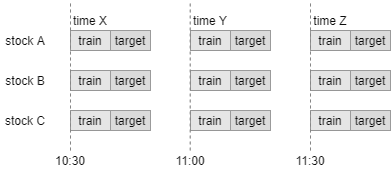 time X time Y time Z
stock A train target train target train target
stock B train target train target train target
stock C train target train target train target
10:30 11:00 11:30